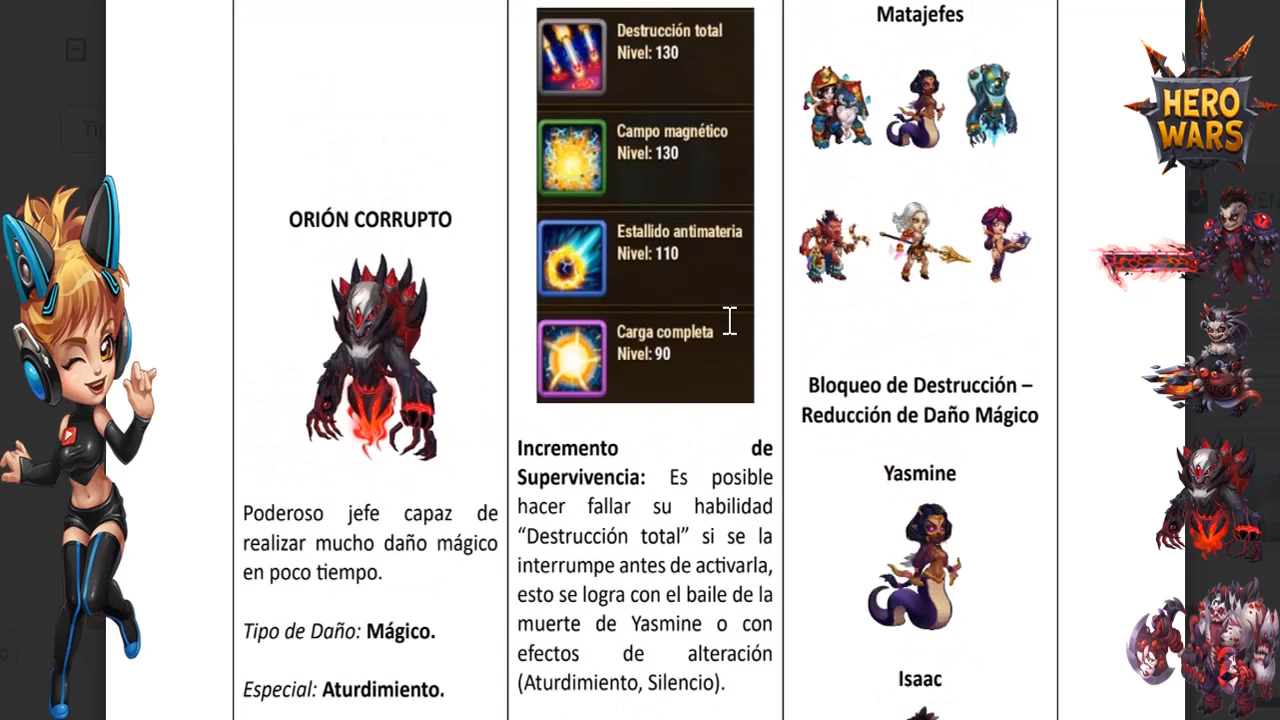 ORIÓN CORRUPTO
Poderoso jefe capaz de
realizar mucho daño mágico
en poco tiempo.
Tipo de Daño: Mágico.
Especial: Aturdimiento.
Destrucción total
Nivel: 130
Campo magnético
Nivel: 130
Estallido antimateria
Nivel: 110
Carga completa
Nivel: 90
Incremento de
Supervivencia: Es posible
hacer fallar su habilidad
“Destrucción total” si se la
interrumpe antes de activarla,
esto se logra con el baile de la
muerte de Yasmine o con
efectos de alteración
(Aturdimiento, Silencio).
Matajefes
Bloqueo de Destrucción –
Reducción de Daño Mágico
Yasmine
Isaac
HERO
WARS